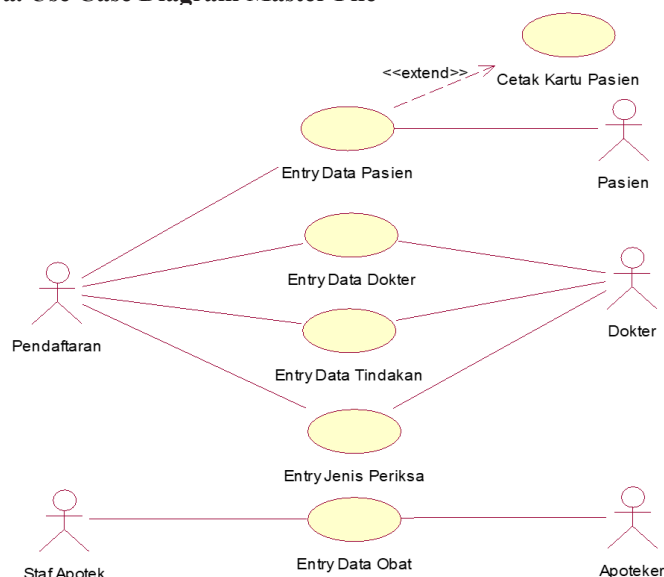 a. Use Case Diagram Master File
<<extend>>
Cetak Kartu Pasien
Entry Data Pasien
Pasien
Entry Data Dokter
Pendaftaran
Dokter
Entry Data Tindakan
Entry Jenis Periksa
Staf Apotek
Entry Data Obat
Apoteker